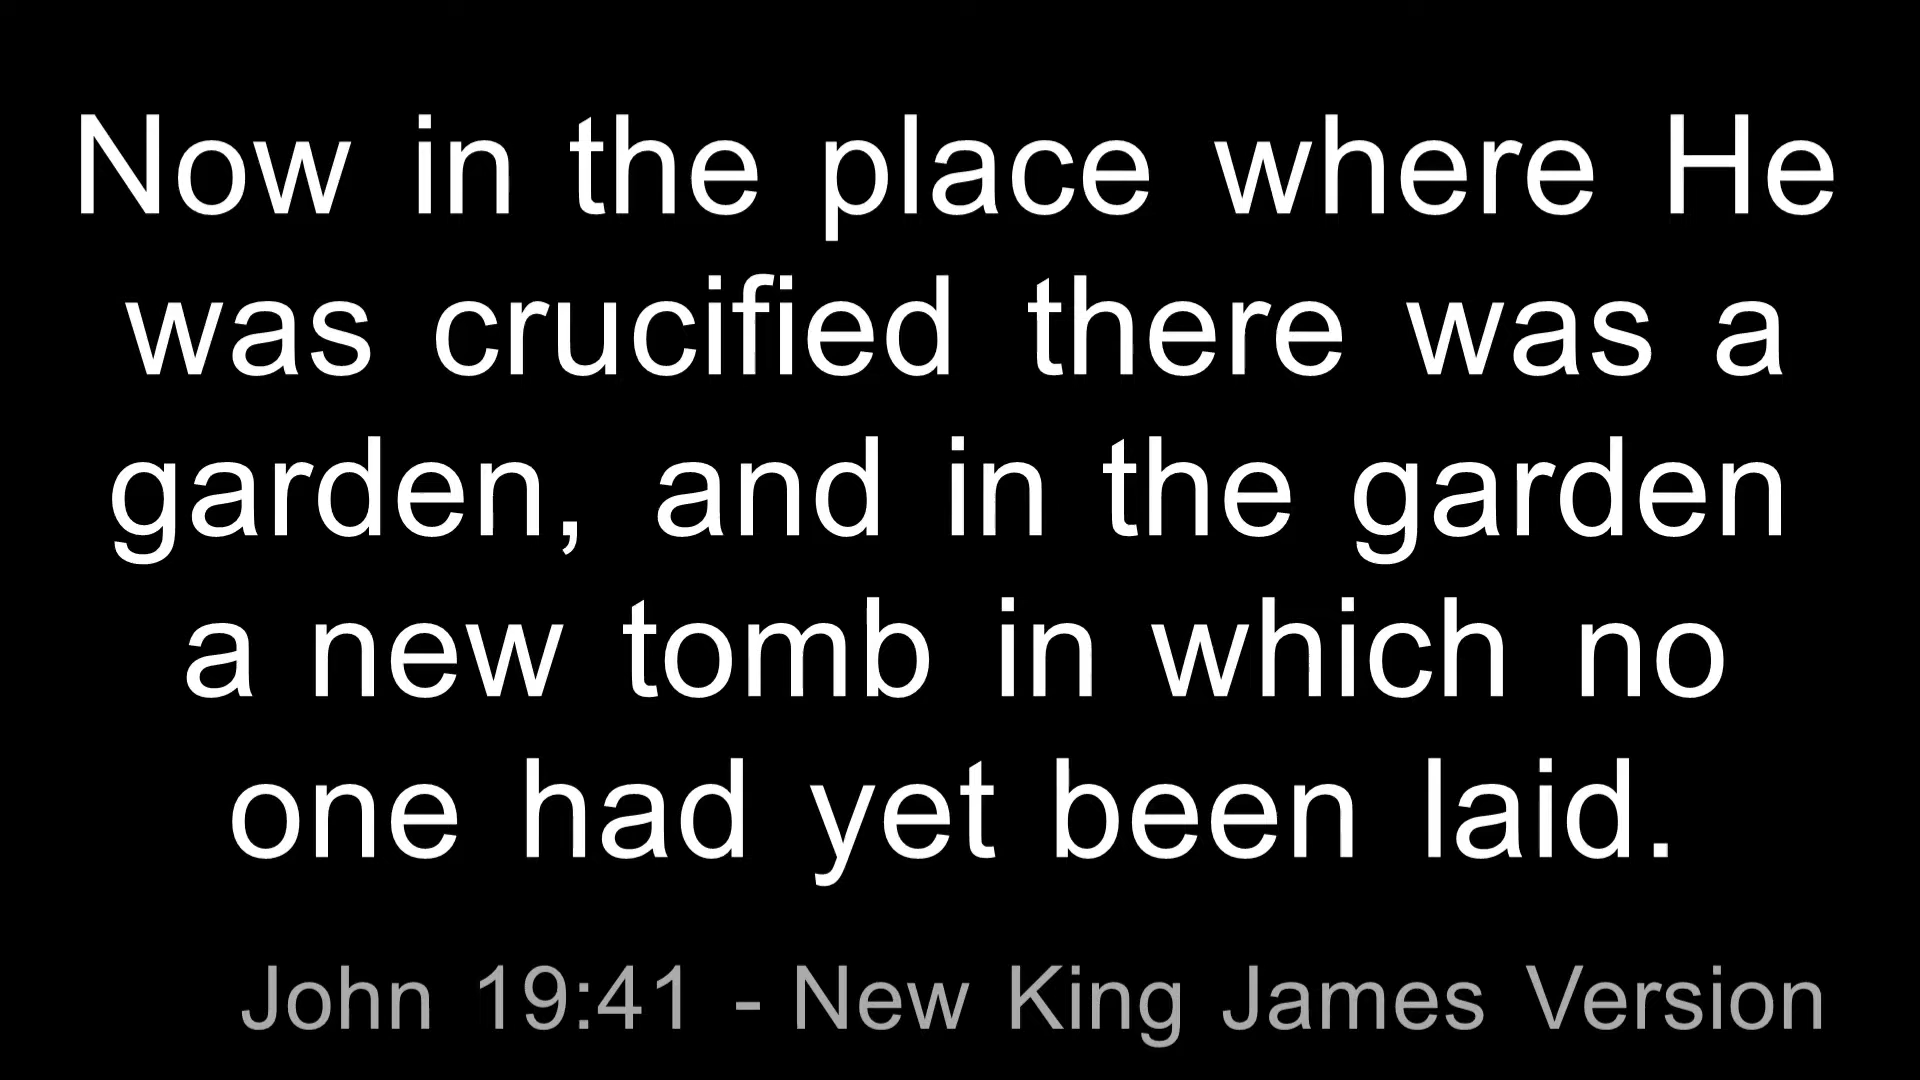 Now in the place where He
was crucified there was a
garden, and in the garden
a new tomb in which no
one had yet been laid.
John 19:41 - New King James Version